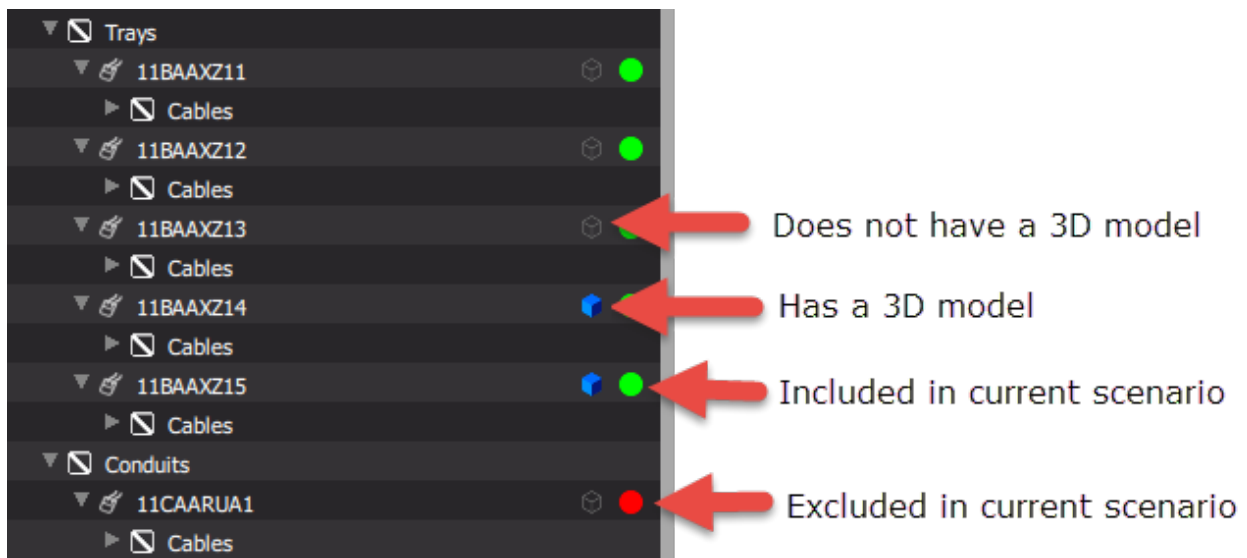 Trays
11BAAXZ11
Cables
11BAAXZ12
Cables
11BAAXZ13
Does not have a 3D model
Cables
11BAAXZ14
Has a 3D model
Cables
11BAAXZ15
Included in current scenario
Cables
Conduits
11CAARUA1
Excluded in current scenario
Cables